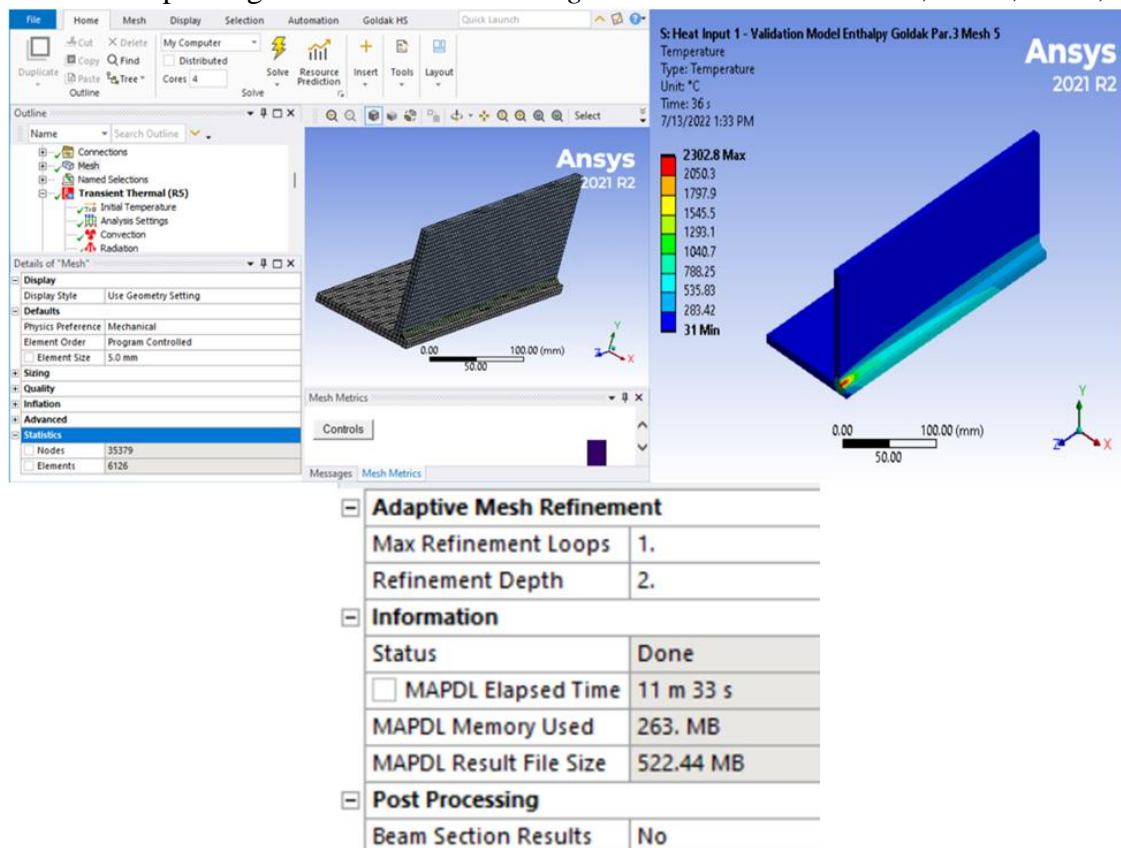 File Home Mesh Display Selection Automation Goldak HS Quick Launch
Duplicate Cut Copy Paste Delete Find Tree
Outline
My Computer
Distributed
Cores 4
Solve
Solve
Resource Prediction
Insert Tools Layout
Select
Outline
Name Search Outline
Connections
Mesh
Named Selections
Transient Thermal (R5)
Initial Temperature
Analysis Settings
Convection
Radiation
Details of "Mesh"
Display
Display Style Use Geometry Setting
Defaults
Physics Preference Mechanical
Element Order Program Controlled
Element Size 5.0 mm
Sizing
Quality
Inflation
Advanced
Statistics
Nodes 35379
Elements 6126
Ansys
2021 R2
0.00 100.00 (mm)
50.00
Y
Z X
Mesh Metrics
Controls
Messages Mesh Metrics
S: Heat Input 1 - Validation Model Enthalpy Goldak Par.3 Mesh 5
Temperature
Type: Temperature
Unit: °C
Time: 36 s
7/13/2022 1:33 PM
Ansys
2021 R2
2302.8 Max
2050.3
1797.9
1545.5
1293.1
1040.7
788.25
535.83
283.42
31 Min
0.00 100.00 (mm)
50.00
Y
Z X
Adaptive Mesh Refinement
Max Refinement Loops 1.
Refinement Depth 2.
Information
Status Done
MAPDL Elapsed Time 11 m 33 s
MAPDL Memory Used 263. MB
MAPDL Result File Size 522.44 MB
Post Processing
Beam Section Results No